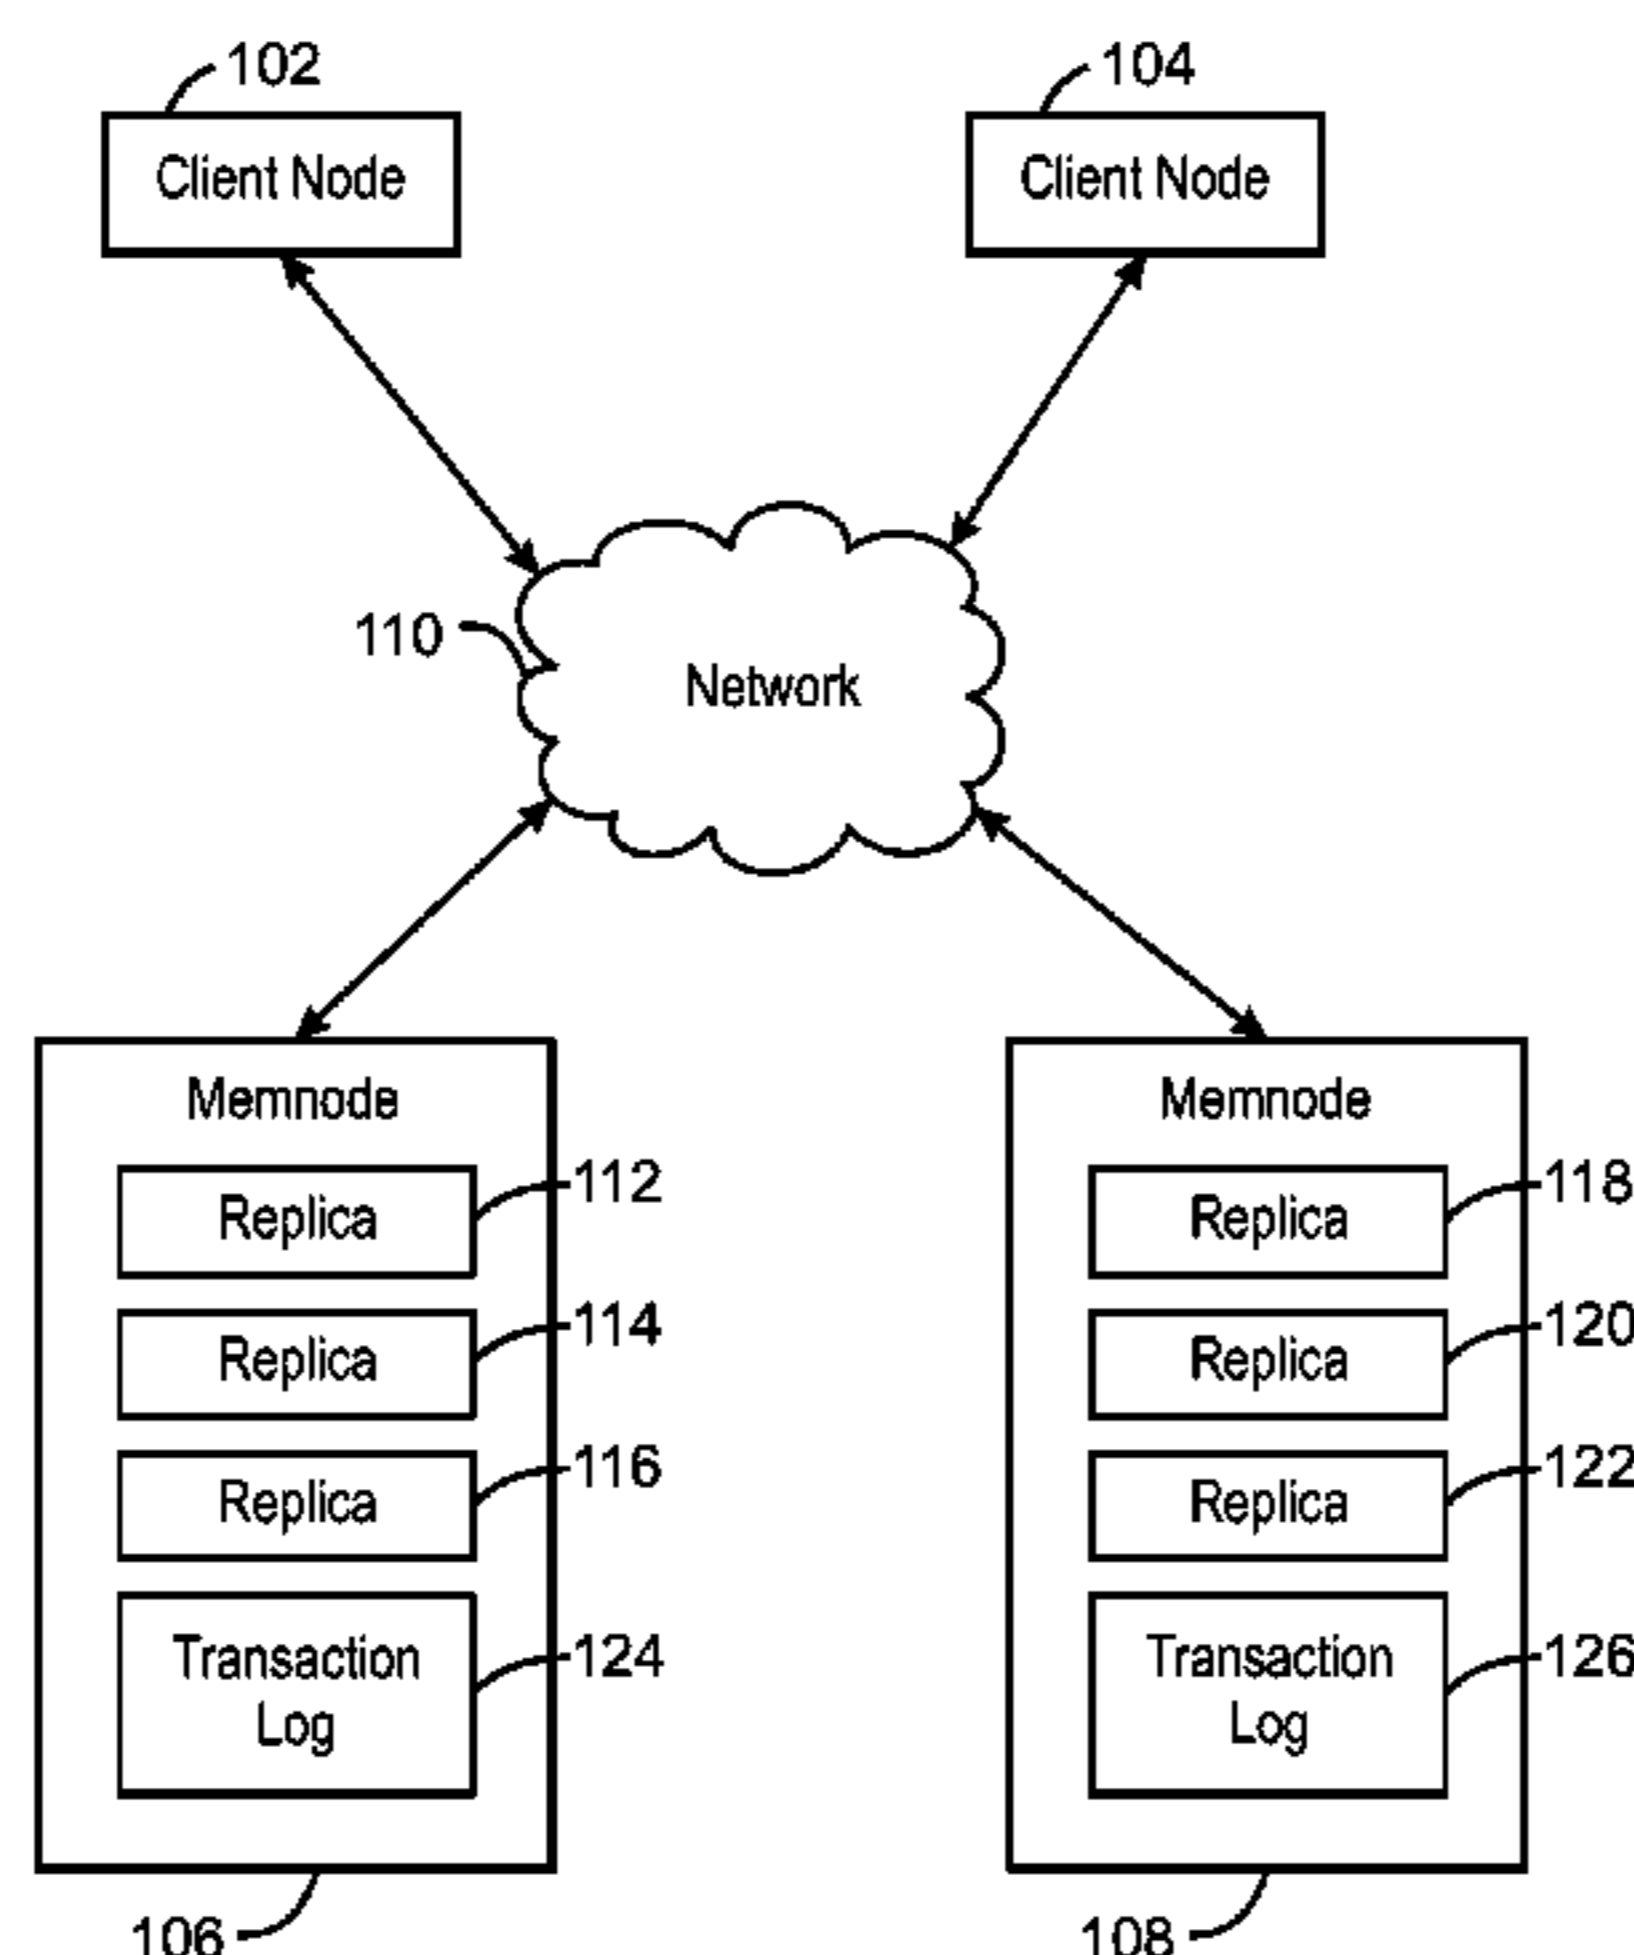 102
104
Client Node
Client Node
110
Network
Memnode
Memnode
Replica
112
Replica
118
Replica
114
Replica
120
Replica
116
Replica
122
Transaction
Log
124
Transaction
Log
126
106
108